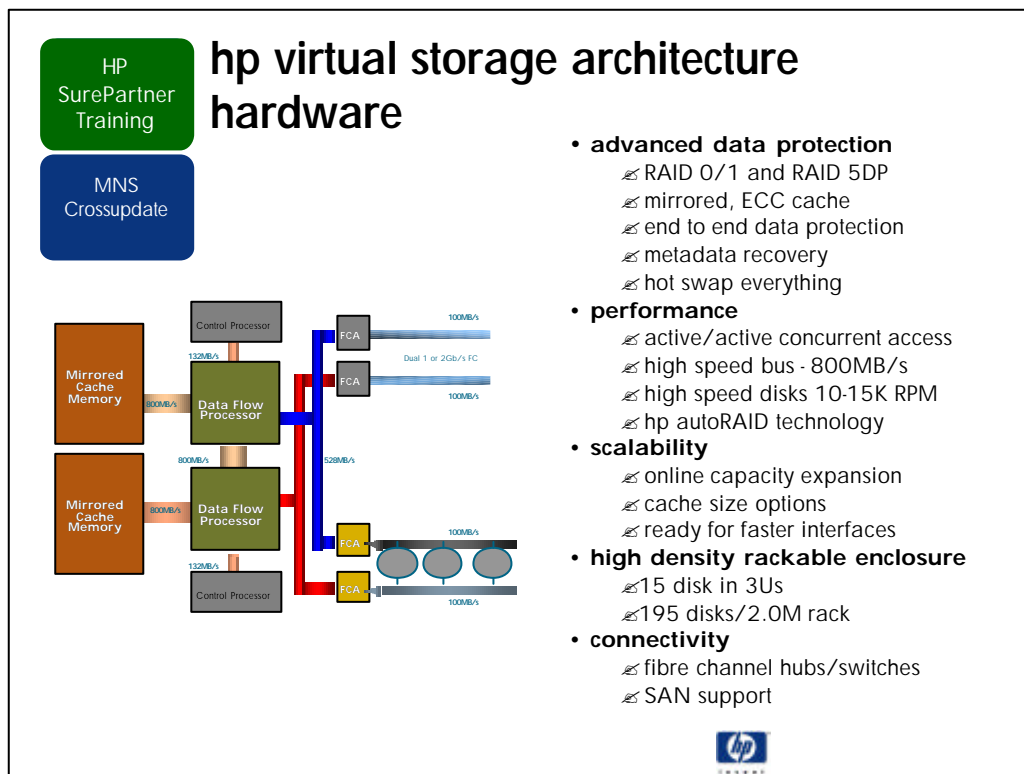 HP
SurePartner
Training
MNS
Crossupdate
hp virtual storage architecture
hardware
• advanced data protection
RAID 0/1 and RAID 5DP
mirrored, ECC cache
end to end data protection
metadata recovery
hot swap everything
• performance
active/active concurrent access
high speed bus - 800MB/s
high speed disks 10-15K RPM
hp autoRAID technology
• scalability
online capacity expansion
cache size options
ready for faster interfaces
• high density rackable enclosure
15 disk in 3Us
195 disks/2.0M rack
• connectivity
fibre channel hubs/switches
SAN support
Control Processor
132MB/s
Mirrored
Cache
Memory
800MB/s
Data Flow
Processor
800MB/s
Mirrored
Cache
Memory
800MB/s
Data Flow
Processor
132MB/s
Control Processor
528MB/s
FCA
100MB/s
Dual 1 or 2Gb/s FC
FCA
100MB/s
FCA
100MB/s
FCA
100MB/s
hp
invent